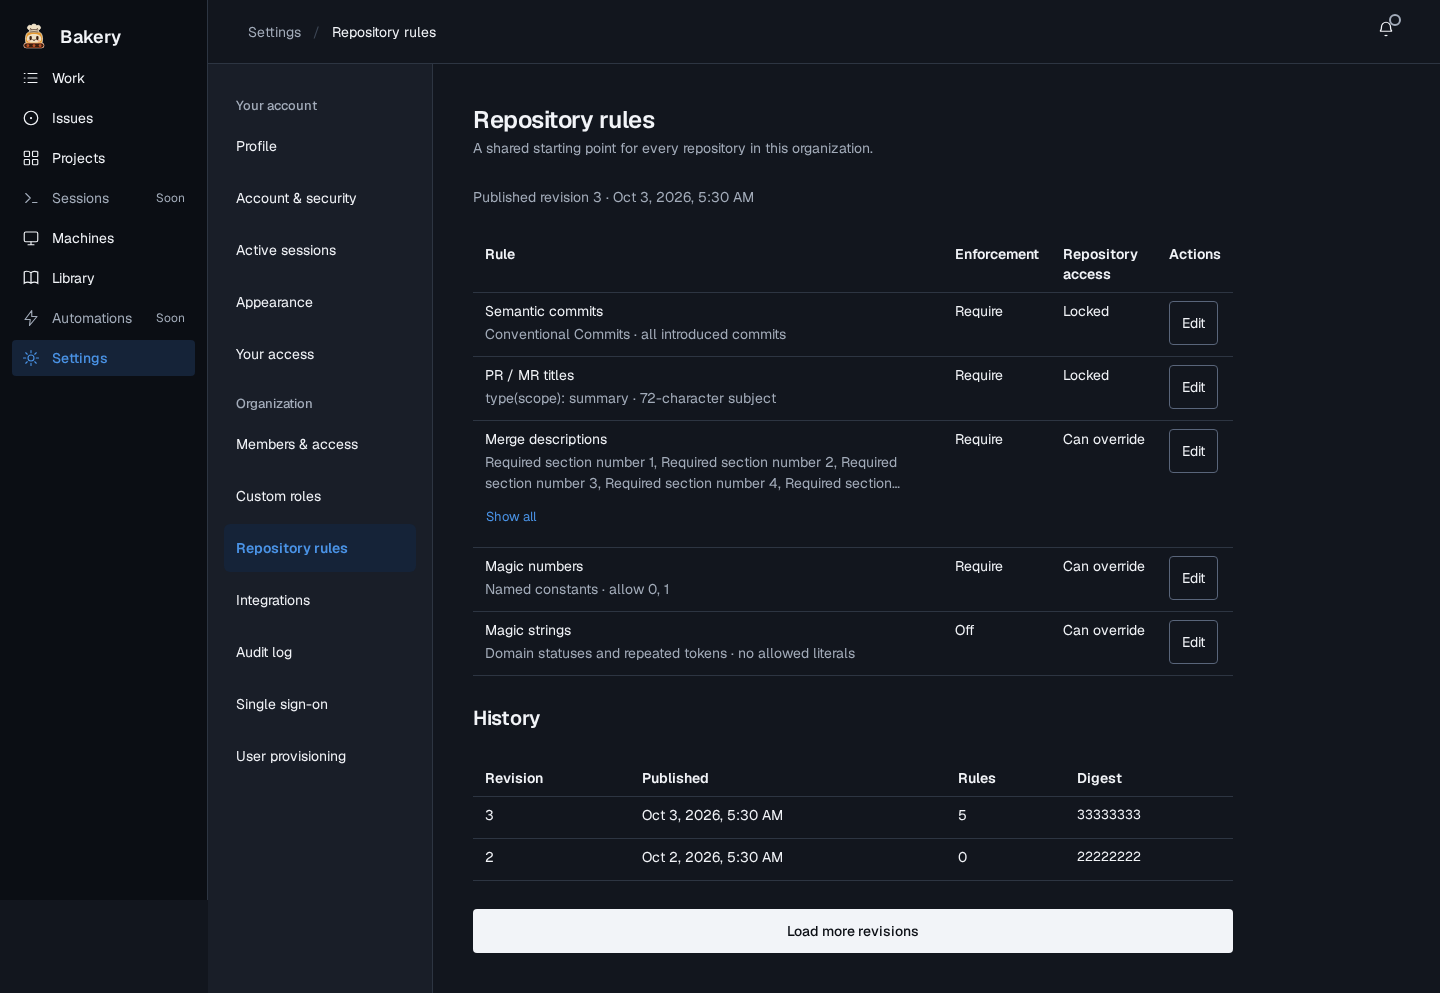 Bakery
Work
Issues
Projects
Sessions Soon
Machines
Library
Automations Soon
Settings
Settings / Repository rules
Your account
Profile
Account & security
Active sessions
Appearance
Your access
Organization
Members & access
Custom roles
Repository rules
Integrations
Audit log
Single sign-on
User provisioning
Repository rules
A shared starting point for every repository in this organization.
Published revision 3 · Oct 3, 2026, 5:30 AM
Rule Enforcement Repository access Actions
Semantic commits Require Locked Edit
Conventional Commits · all introduced commits
PR / MR titles Require Locked Edit
type(scope): summary · 72-character subject
Merge descriptions Require Can override Edit
Required section number 1, Required section number 2, Required
section number 3, Required section number 4, Required section…
Show all
Magic numbers Require Can override Edit
Named constants · allow 0, 1
Magic strings Off Can override Edit
Domain statuses and repeated tokens · no allowed literals
History
Revision Published Rules Digest
3 Oct 3, 2026, 5:30 AM 5 33333333
2 Oct 2, 2026, 5:30 AM 0 22222222
Load more revisions